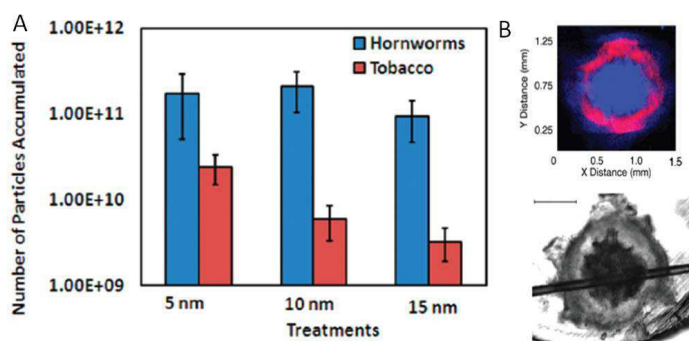 A
Number of Particles Accumulated
1.00E+12
1.00E+11
1.00E+10
1.00E+09
Hornworms
Tobacco
5 nm
10 nm
15 nm
Treatments
B
Y Distance (mm)
1.25
0.75
0.25
0
0.5
1.0
1.5
X Distance (mm)